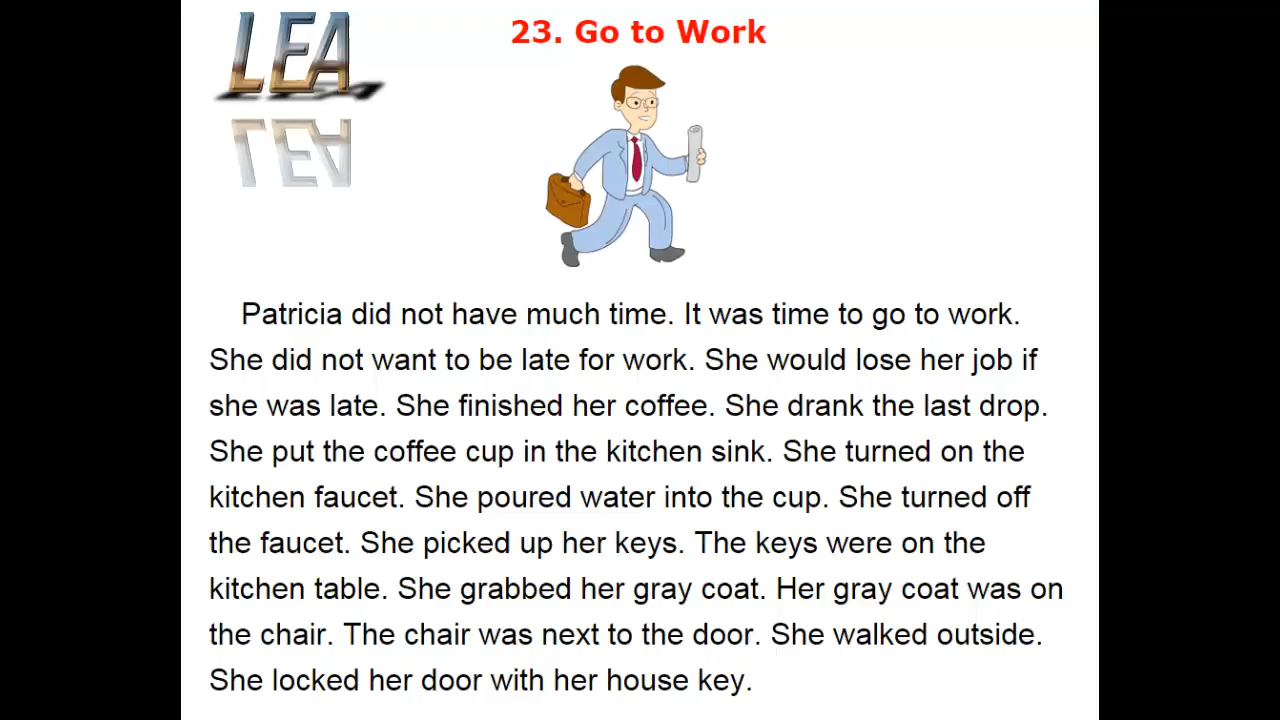 LEA
23. Go to Work
Patricia did not have much time. It was time to go to work.
She did not want to be late for work. She would lose her job if
she was late. She finished her coffee. She drank the last drop.
She put the coffee cup in the kitchen sink. She turned on the
kitchen faucet. She poured water into the cup. She turned off
the faucet. She picked up her keys. The keys were on the
kitchen table. She grabbed her gray coat. Her gray coat was on
the chair. The chair was next to the door. She walked outside.
She locked her door with her house key.